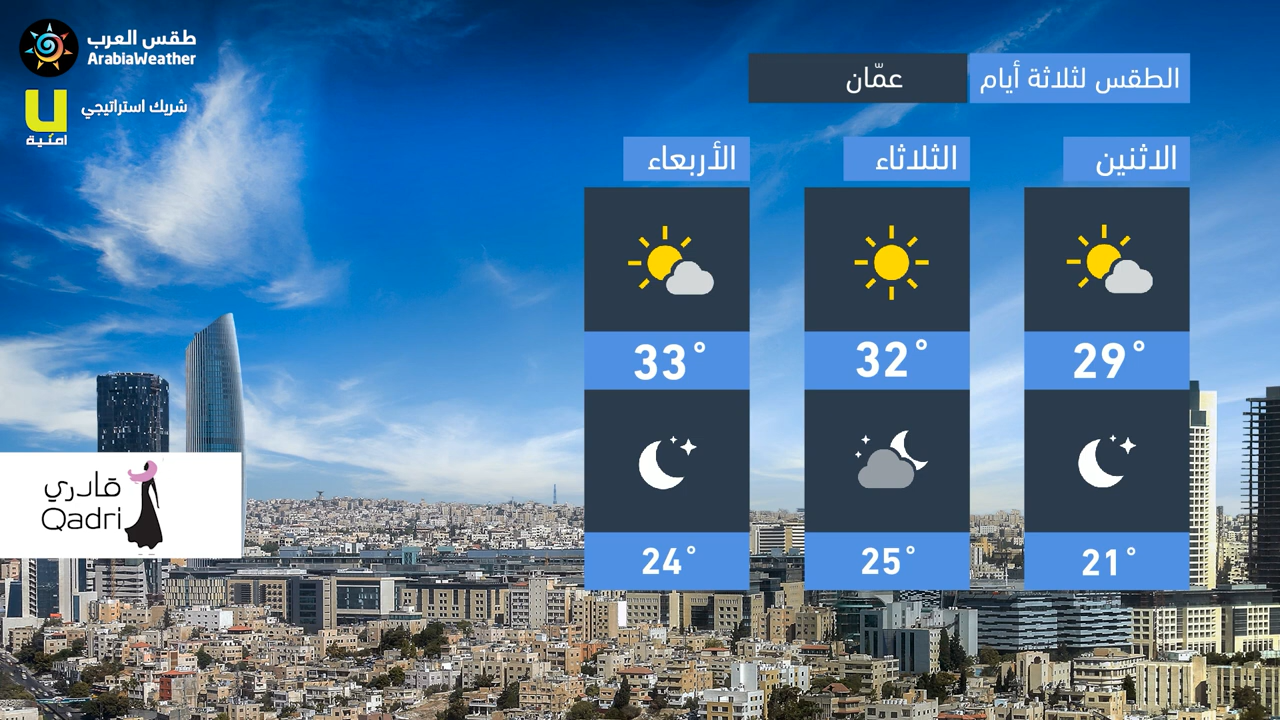 طقس العرب
ArabiaWeather
شريك استراتيجي
امنية
الطقس لثلاثة أيام
عمّان
الاثنين
الثلاثاء
الأربعاء
29°
32°
33°
21°
25°
24°
قادري
Qadri